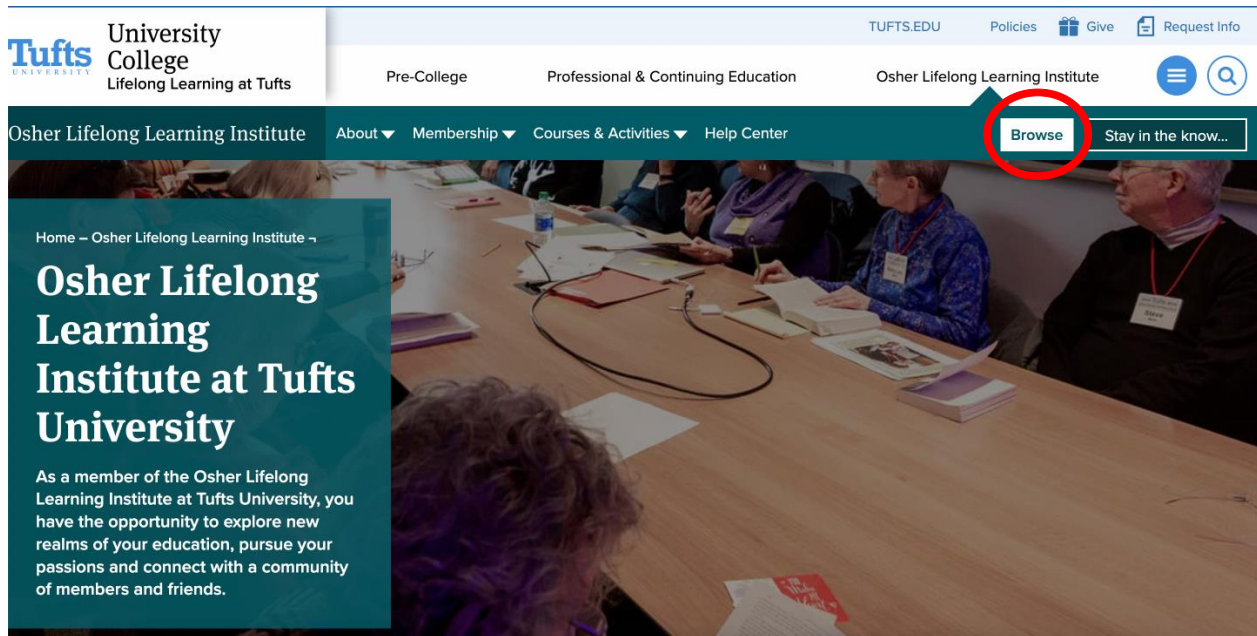 Tufts
UNIVERSITY
University
College
Lifelong Learning at Tufts
TUFTS.EDU Policies Give Request Info
Pre-College Professional & Continuing Education Osher Lifelong Learning Institute
Osher Lifelong Learning Institute About Membership Courses & Activities Help Center Browse Stay in the know...
Home – Osher Lifelong Learning Institute ¬
Osher Lifelong
Learning
Institute at Tufts
University
As a member of the Osher Lifelong
Learning Institute at Tufts University, you
have the opportunity to explore new
realms of your education, pursue your
passions and connect with a community
of members and friends.
Steve